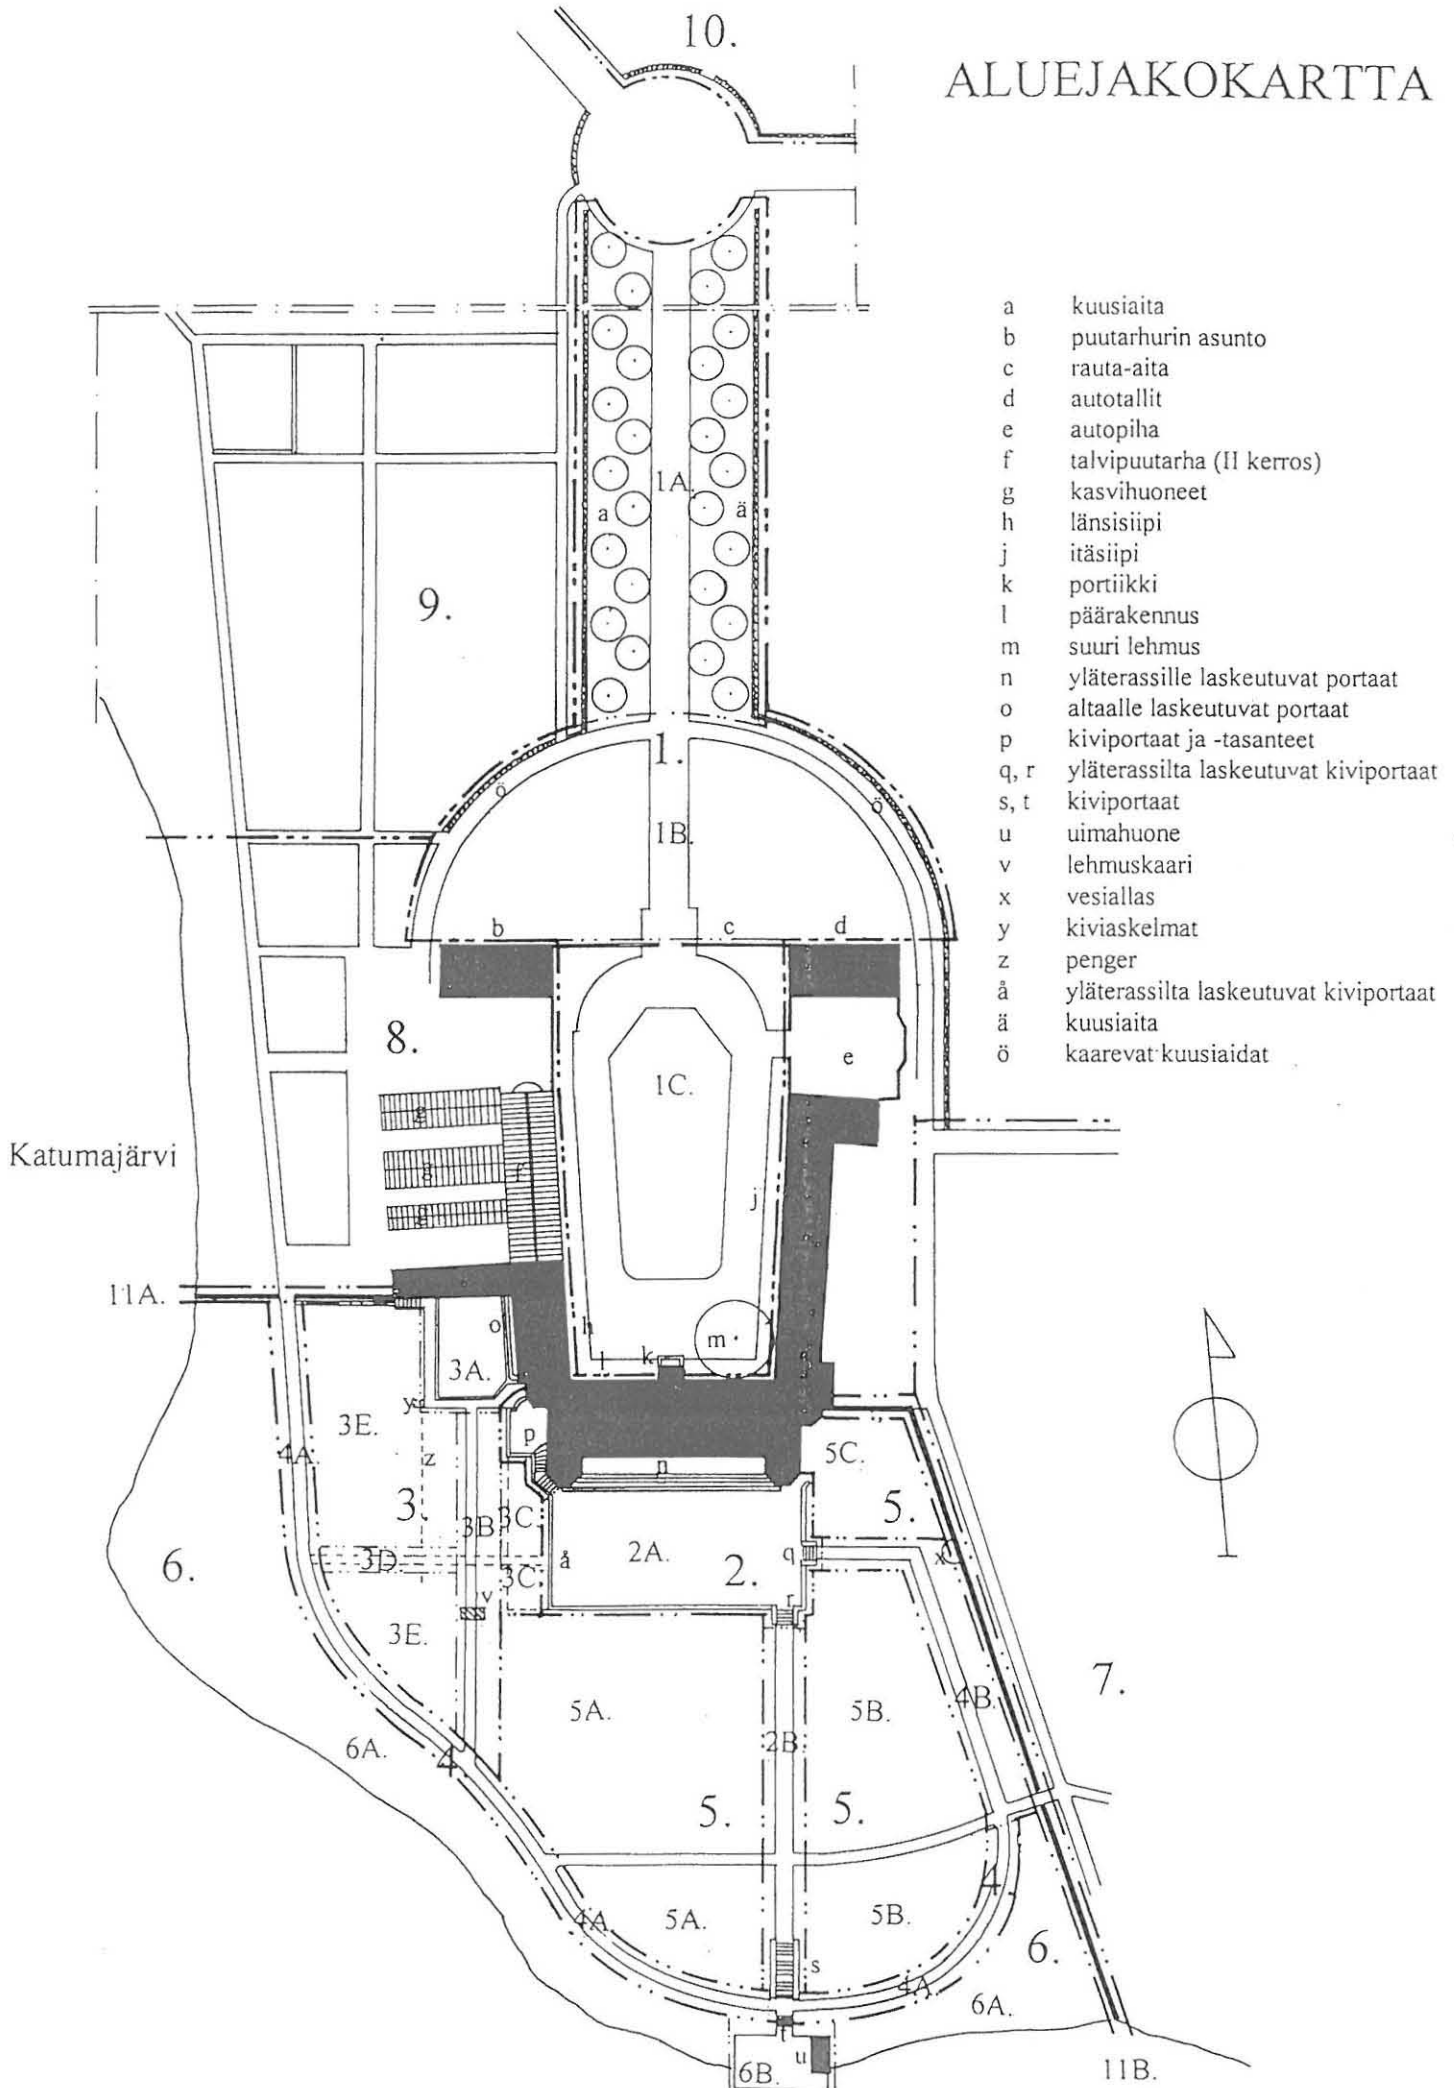 10.
ALUEJAKOKARTTA
a kuusiaita
b puutarhurin asunto
c rauta-aita
d autotallit
e autopiha
f talvipuutarha (II kerros)
g kasvihuoneet
h länsisiipi
j itäsiipi
k portiikki
l päärakennus
m suuri lehmus
n yläterassille laskeutuvat portaat
o altaalle laskeutuvat portaat
p kiviportaat ja -tasanteet
q, r yläterassilta laskeutuvat kiviportaat
s, t kiviportaat
u uimahuone
v lehmuskaari
x vesiallas
y kiviaskelmat
z penger
å yläterassilta laskeutuvat kiviportaat
ä kuusiaita
ö kaarevat kuusiaidat
1A.
a
ä
9.
1.
ö
ö
1B.
b
c
d
8.
e
1C.
g
Katumajärvi
g
f
j
g
11A.
o
h
m
l
k
3A.
y
3E.
p
4A.
z
n
5C.
3.
3C
5.
3B
6.
3D.
å
2A.
2.
q
x
3C
v
r
3E.
7.
5A.
5B.
4B.
6A.
2B
4
5.
5.
4
4A.
5A.
5B.
6.
s
4A.
6A.
t
u
6B.
11B.